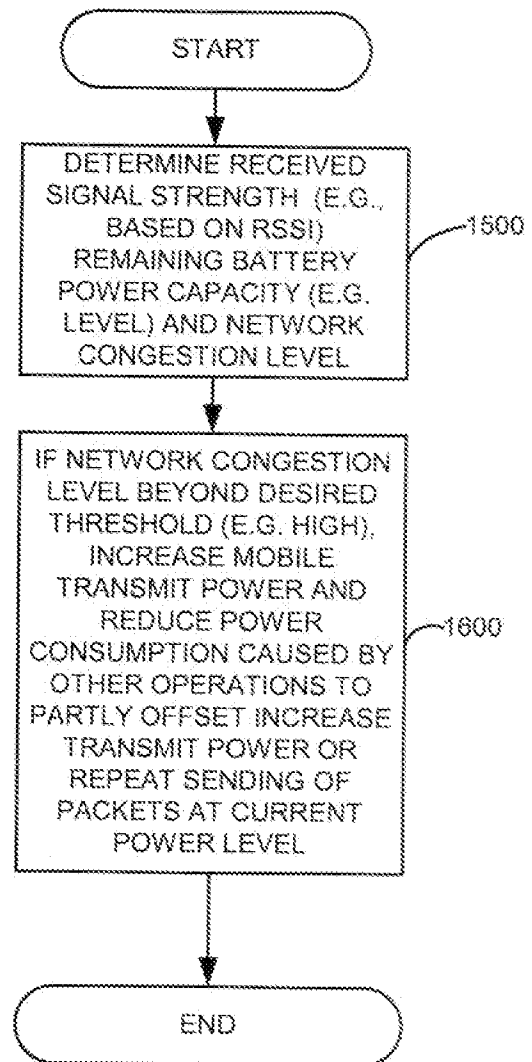 START
DETERMINE RECEIVED
SIGNAL STRENGTH (E.G.,
BASED ON RSSI)
REMAINING BATTERY
POWER CAPACITY (E.G.
LEVEL) AND NETWORK
CONGESTION LEVEL
1500
IF NETWORK CONGESTION
LEVEL BEYOND DESIRED
THRESHOLD (E.G. HIGH),
INCREASE MOBILE
TRANSMIT POWER AND
REDUCE POWER
CONSUMPTION CAUSED BY
OTHER OPERATIONS TO
PARTLY OFFSET INCREASE
TRANSMIT POWER OR
REPEAT SENDING OF
PACKETS AT CURRENT
POWER LEVEL
1600
END